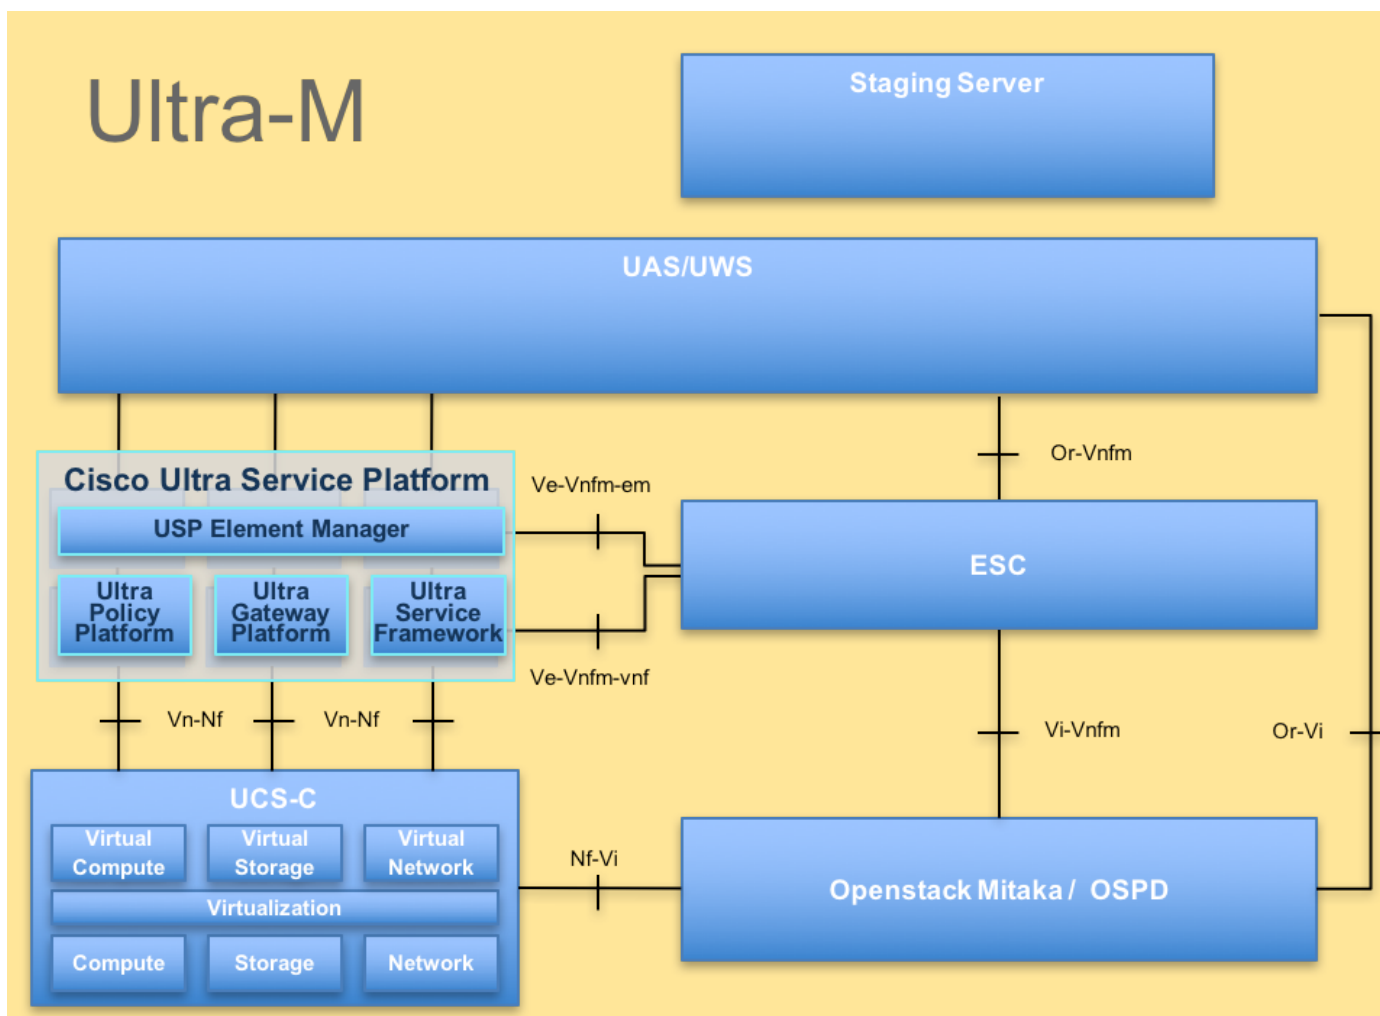 Ultra-M
Staging Server
UAS/UWS
Or-Vnfm
Cisco Ultra Service Platform
Ve-Vnfm-em
USP Element Manager
ESC
Ultra
Policy
Platform
Ultra
Gateway
Platform
Ultra
Service
Framework
Ve-Vnfm-vnf
Vn-Nf
Vn-Nf
Vi-Vnfm
Or-Vi
UCS-C
Virtual
Compute
Virtual
Storage
Virtual
Network
Nf-Vi
Openstack Mitaka / OSPD
Virtualization
Compute
Storage
Network